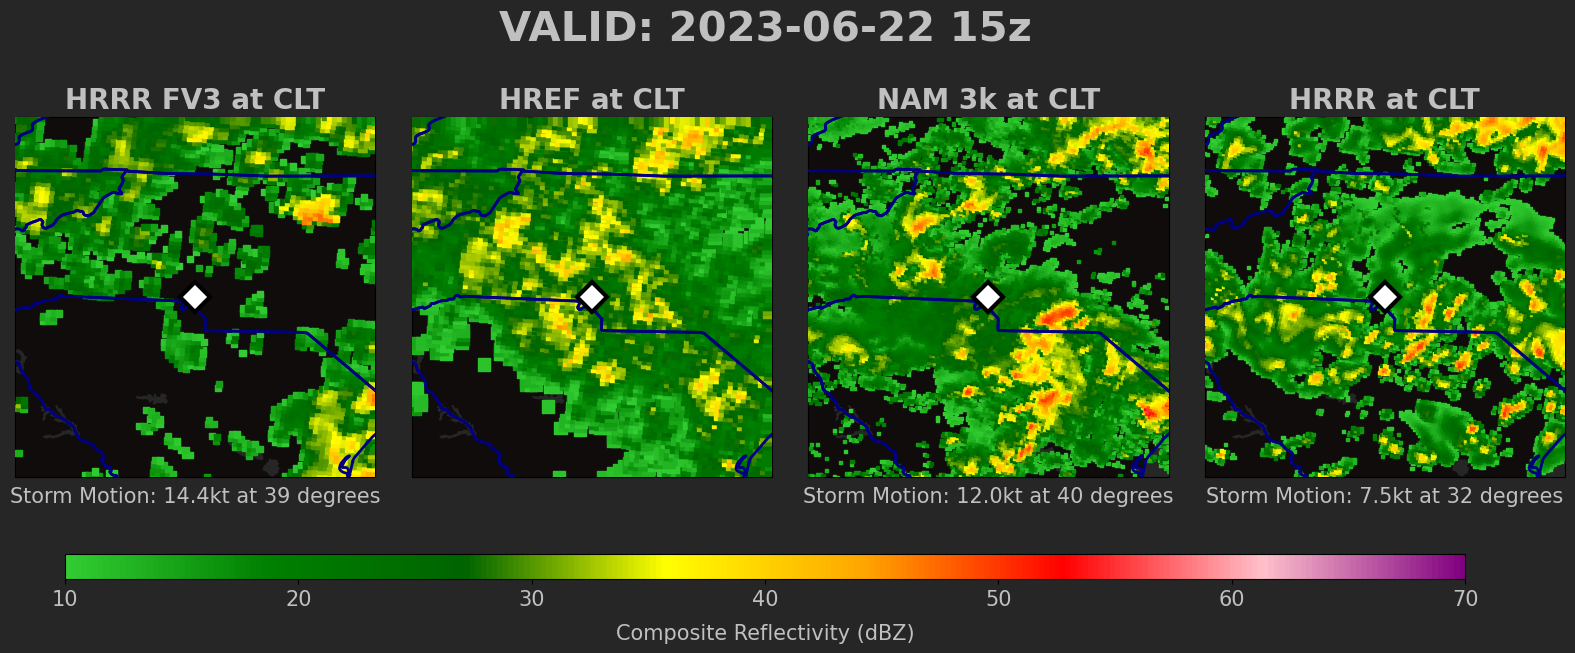 VALID: 2023-06-22 15z
HRRR FV3 at CLT
HREF at CLT
NAM 3k at CLT
HRRR at CLT
Storm Motion: 14.4kt at 39 degrees
Storm Motion: 12.0kt at 40 degrees
Storm Motion: 7.5kt at 32 degrees
10 20 30 40 50 60 70
Composite Reflectivity (dBZ)